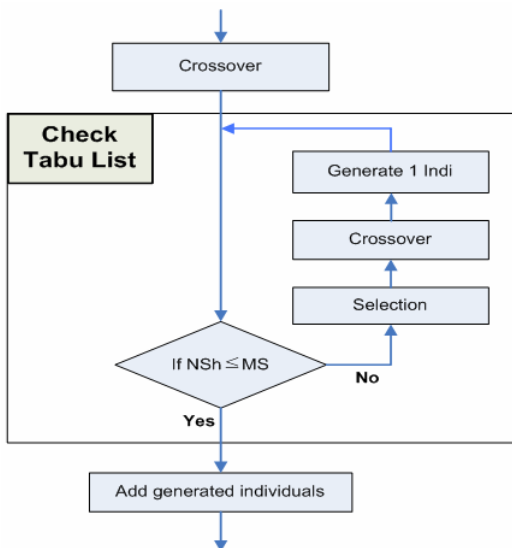 Crossover
Check
Tabu List
Generate 1 Indi
Crossover
Selection
If NSh≦MS
No
Yes
Add generated individuals